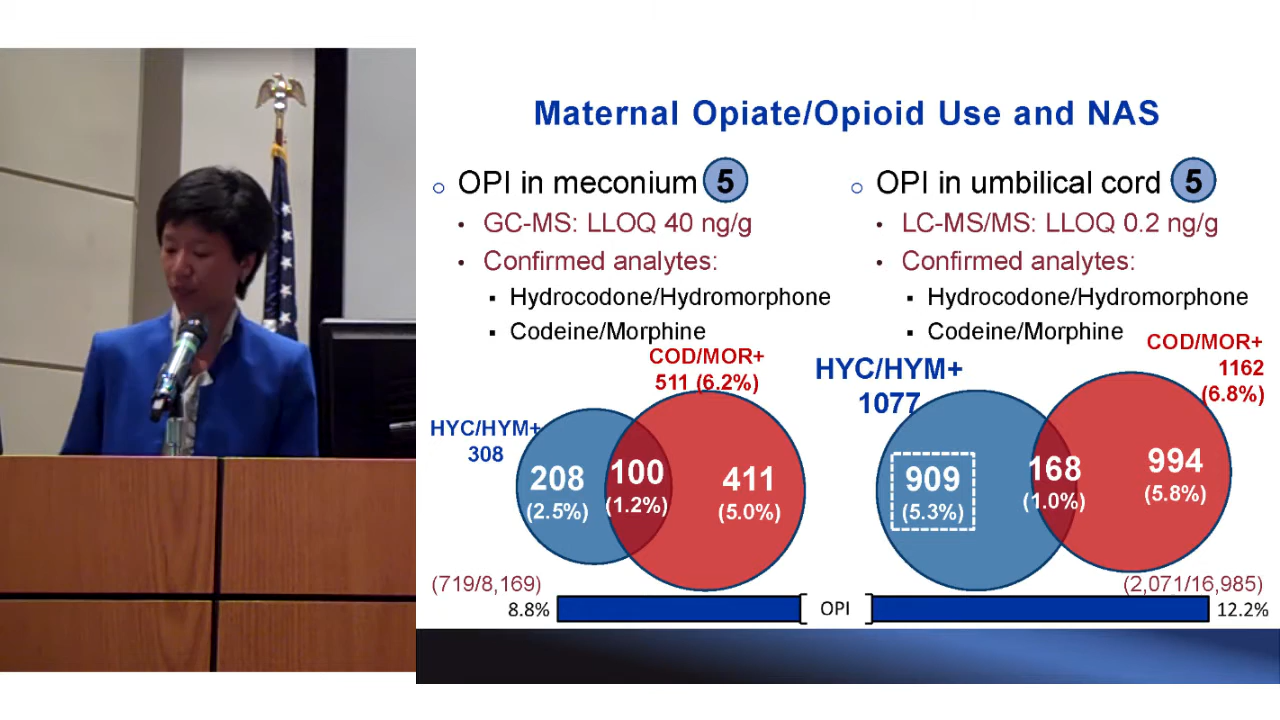 Maternal Opiate/Opioid Use and NAS
OPI in meconium 5
GC-MS: LLOQ 40 ng/g
Confirmed analytes:
Hydrocodone/Hydromorphone
Codeine/Morphine
COD/MOR+
511 (6.2%)
HYC/HYM+
308
208
(2.5%)
100
(1.2%)
411
(5.0%)
(719/8,169)
8.8%
OPI in umbilical cord 5
LC-MS/MS: LLOQ 0.2 ng/g
Confirmed analytes:
Hydrocodone/Hydromorphone
Codeine/Morphine
COD/MOR+
1162
(6.8%)
HYC/HYM+
1077
909
(5.3%)
168
(1.0%)
994
(5.8%)
(2,071/16,985)
OPI
12.2%